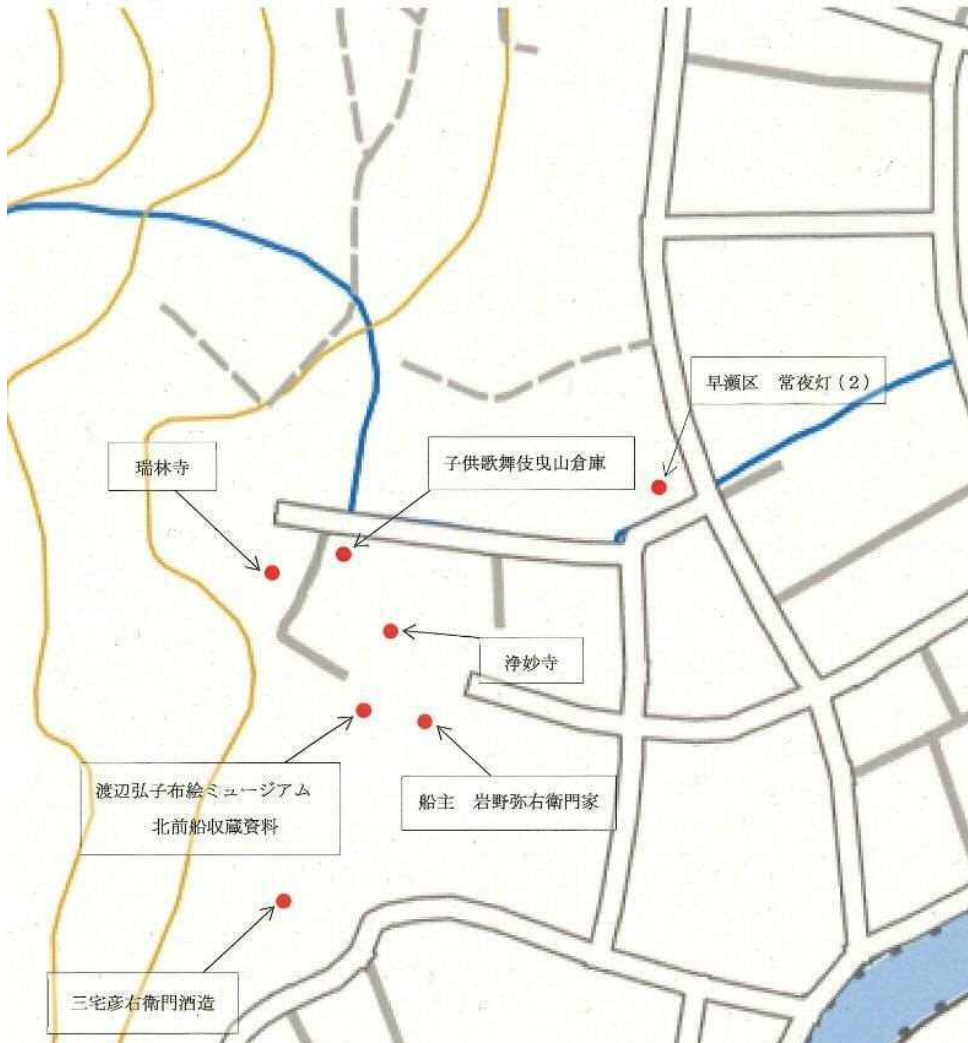 早瀬区　常夜灯（２）
子供歌舞伎曳山倉庫
瑞林寺
浄妙寺
渡辺弘子布絵ミュージアム
北前船収蔵資料
船主　岩野弥右衛門家
三宅彦右衛門酒造